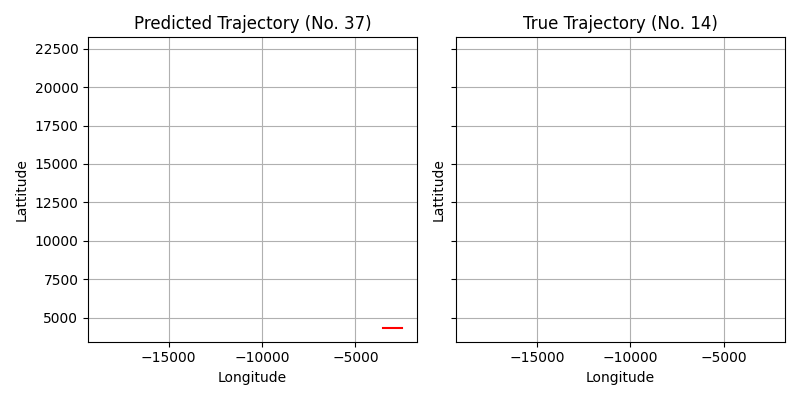 Predicted Trajectory (No. 37)
True Trajectory (No. 14)
22500
20000
17500
15000
12500
10000
7500
5000
Lattitude
Lattitude
−15000
−10000
−5000
−15000
−10000
−5000
Longitude
Longitude